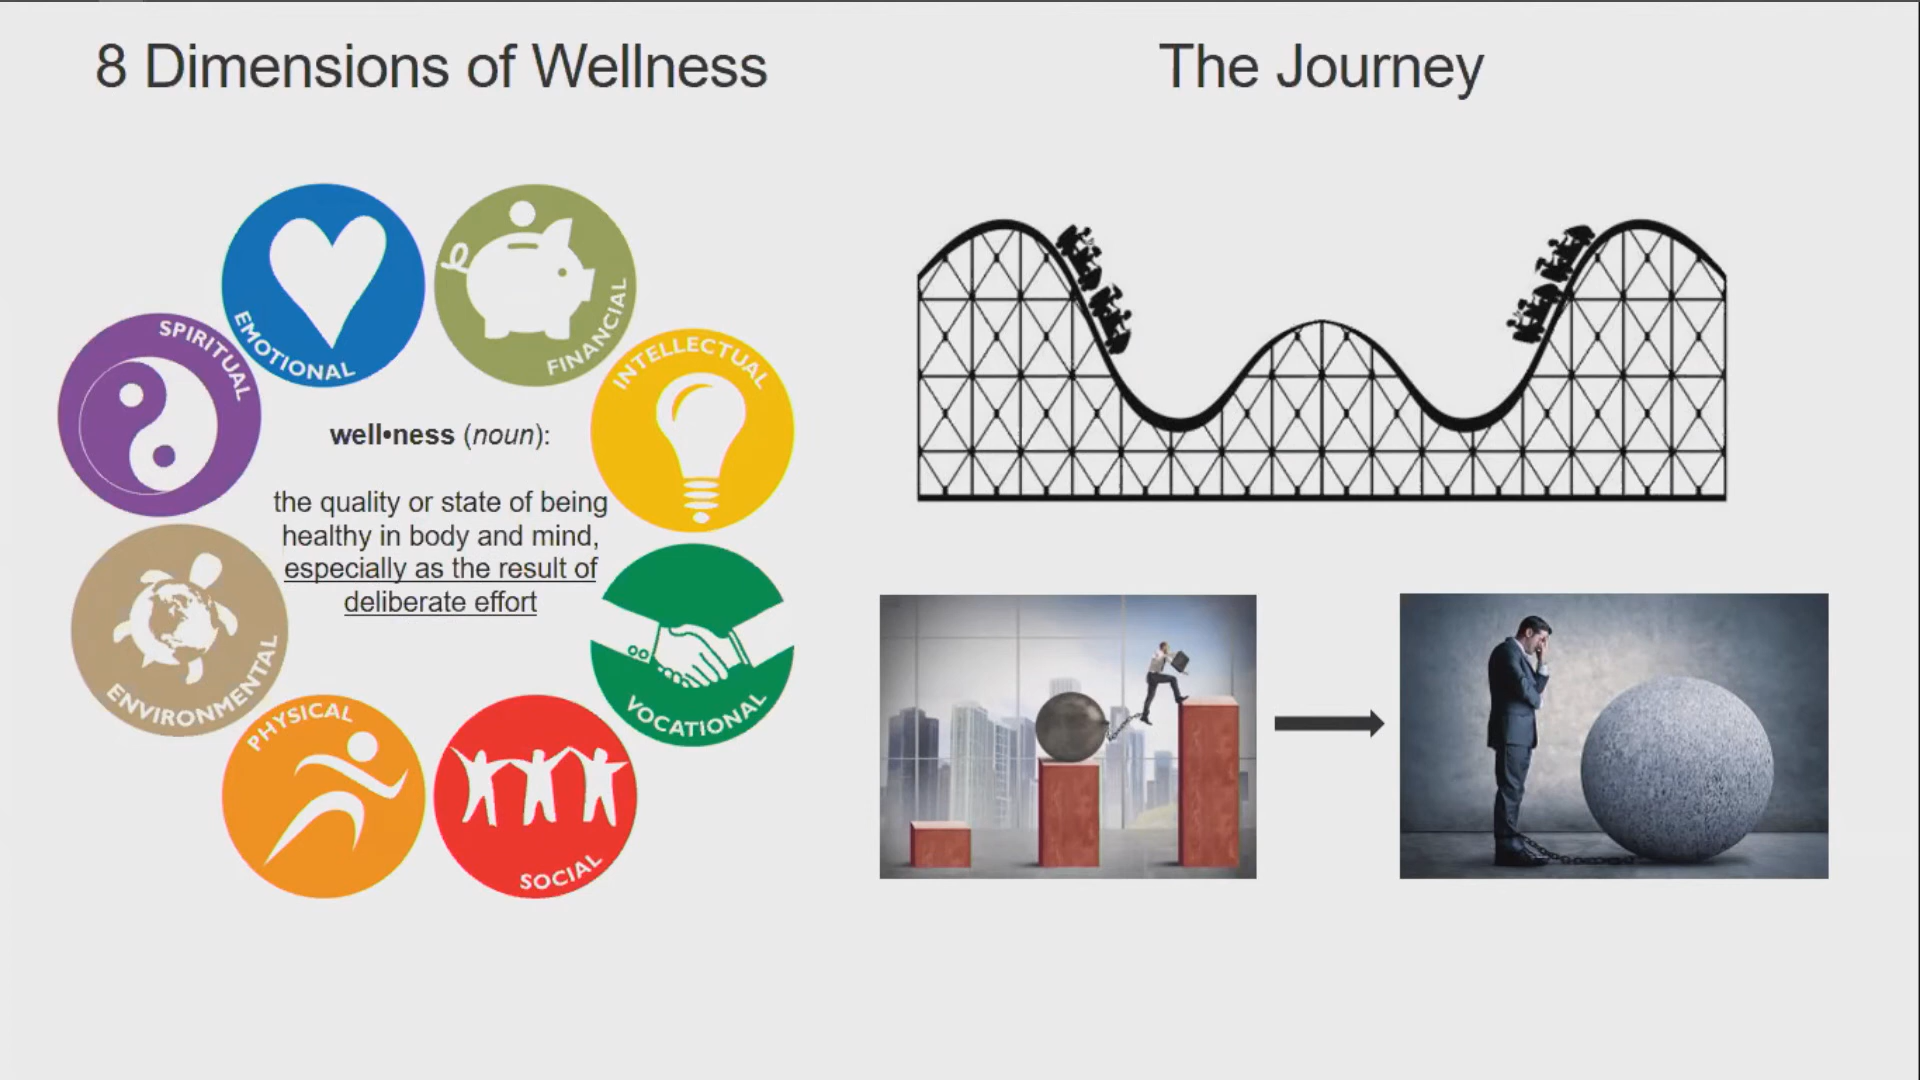 8 Dimensions of Wellness
The Journey
EMOTIONAL
FINANCIAL
SPIRITUAL
INTELLECTUAL
well•ness (noun):
the quality or state of being
healthy in body and mind,
especially as the result of
deliberate effort
ENVIRONMENTAL
VOCATIONAL
PHYSICAL
SOCIAL